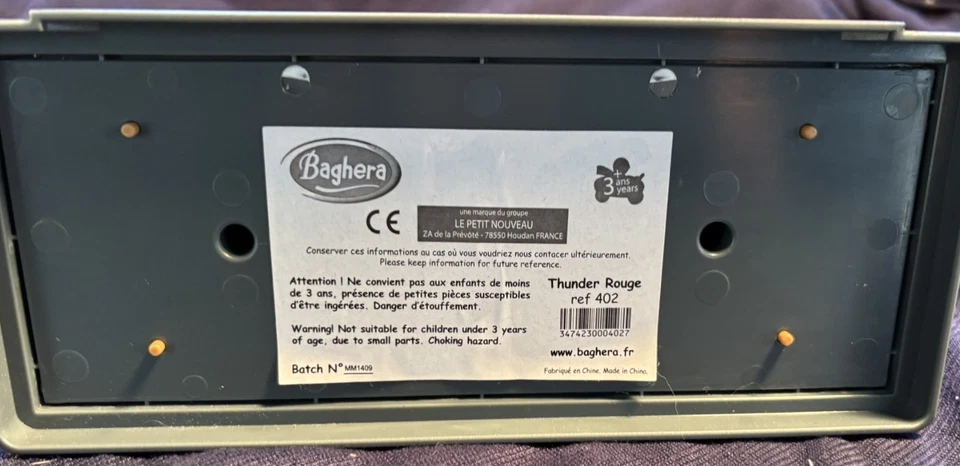 Baghera
+
3 ans
years
CE
une marque du groupe
LE PETIT NOUVEAU
ZA de la Prévôté - 78550 Houdan FRANCE
Conserver ces informations au cas où vous voudriez nous contacer ultérieurement.
Please keep information for future reference.
Attention ! Ne convient pas aux enfants de moins
de 3 ans, présence de petites pièces susceptibles
d'être ingérées. Danger d'étouffement.
Warning! Not suitable for children under 3 years
of age, due to small parts. Choking hazard.
Batch N° MM1409
Thunder Rouge
ref 402
3474230004027
www.baghera.fr
Fabriqué en Chine. Made in China.